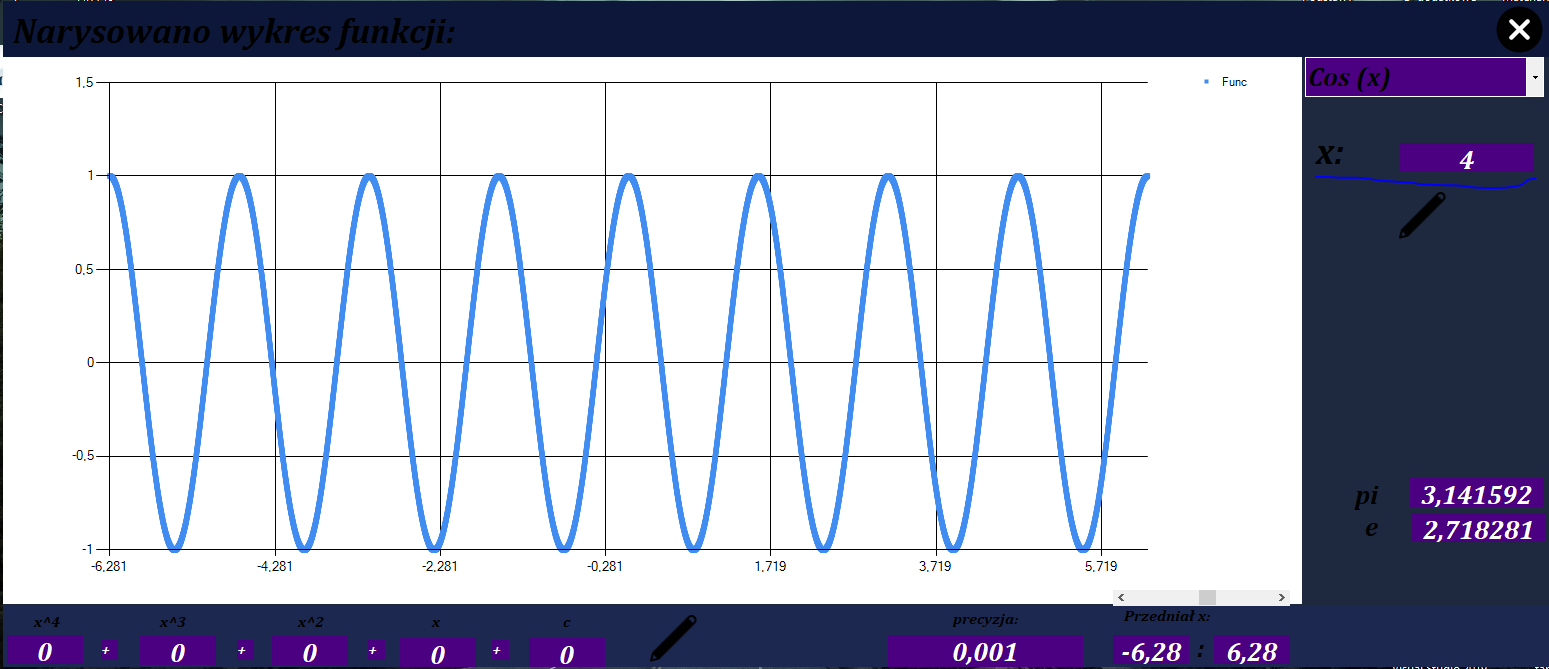 Narysowano wykres funkcji:
Cos (x)
Func
x: 4
1,5
1
0,5
0
-0,5
-1
-6,281 -4,281 -2,281 -0,281 1,719 3,719 5,719
pi 3,141592
e 2,718281
x^4 x^3 x^2 x c precyzja: Przedniał x:
0 + 0 + 0 + 0 + 0 0,001 -6,28 : 6,28